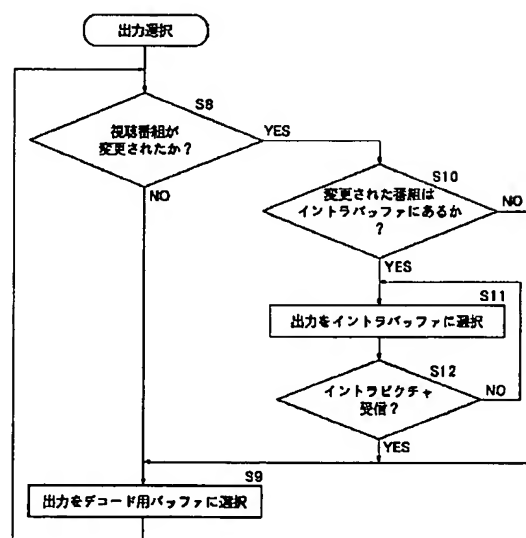 出力選択
S8
視聴番組が
変更されたか？
YES
NO
S10
変更された番組は
イントラバッファにあるか
？
NO
YES
S11
出力をイントラバッファに選択
S12
イントラピクチャ
受信？
NO
YES
S9
出力をデコード用バッファに選択